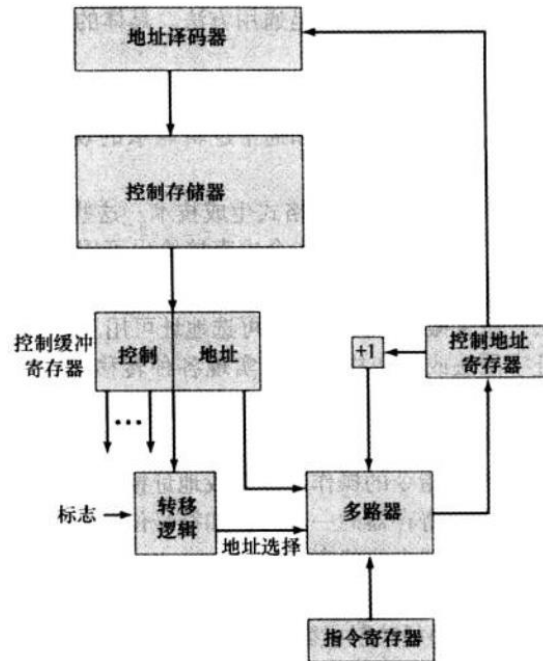 地址译码器
控制存储器
控制缓冲
寄存器
控制
地址
+1
控制地址
寄存器
...
标志
转移
逻辑
地址选择
多路器
指令寄存器